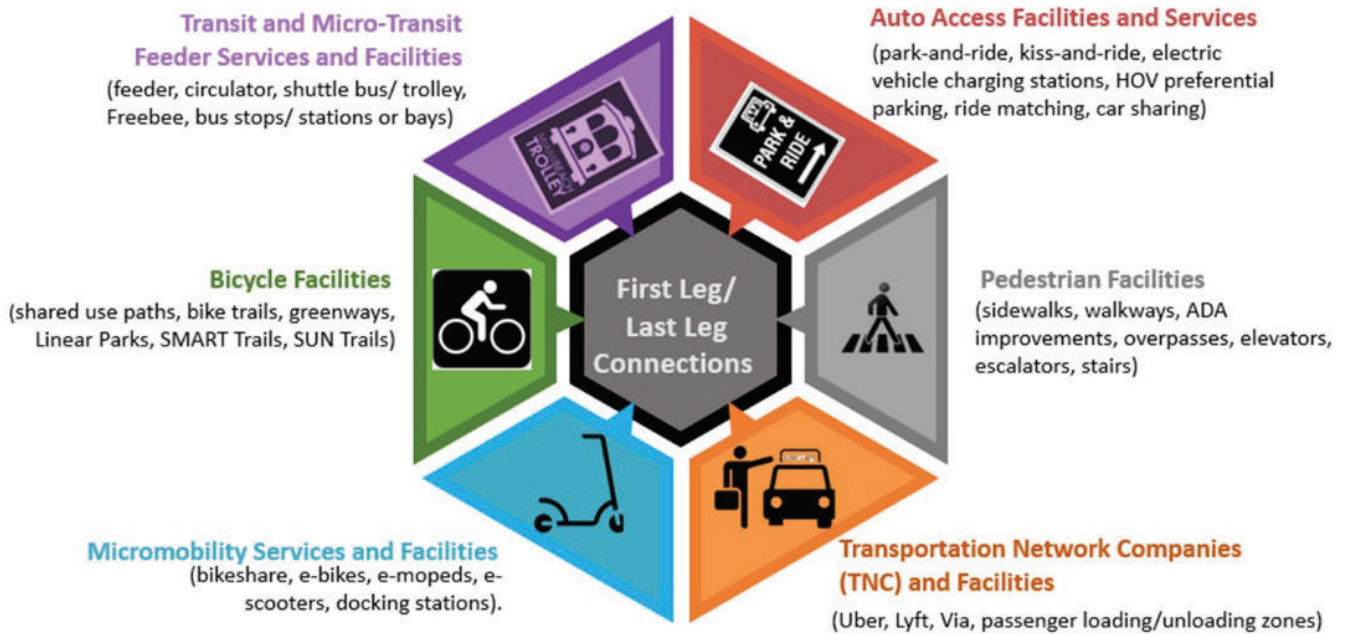 Transit and Micro-Transit
Feeder Services and Facilities
(feeder, circulator, shuttle bus/ trolley,
Freebee, bus stops/ stations or bays)
Auto Access Facilities and Services
(park-and-ride, kiss-and-ride, electric
vehicle charging stations, HOV preferential
parking, ride matching, car sharing)
MIAMI BEACH
TROLLEY
PARK &
RIDE
Bicycle Facilities
(shared use paths, bike trails, greenways,
Linear Parks, SMART Trails, SUN Trails)
First Leg/
Last Leg
Connections
Pedestrian Facilities
(sidewalks, walkways, ADA
improvements, overpasses, elevators,
escalators, stairs)
Micromobility Services and Facilities
(bikeshare, e-bikes, e-mopeds, e-
scooters, docking stations).
Transportation Network Companies
(TNC) and Facilities
(Uber, Lyft, Via, passenger loading/unloading zones)